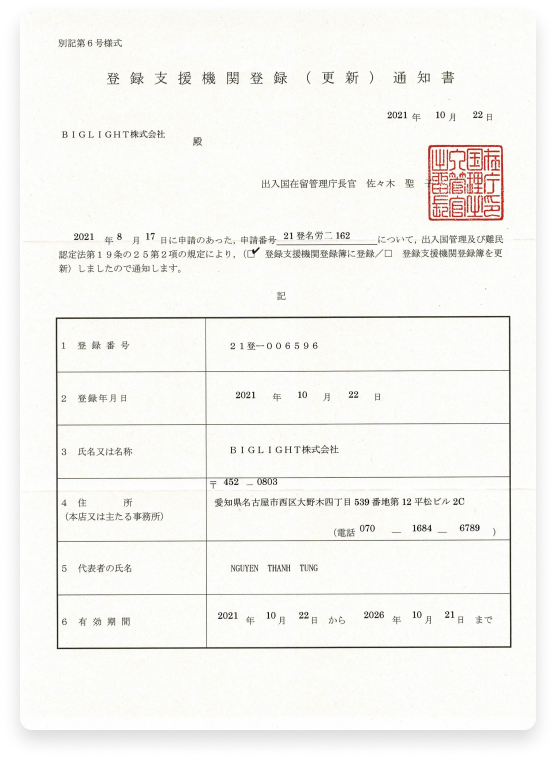 別記第６号様式
登録支援機関登録（更新）通知書
2021 年 10 月 22 日
ＢＩＧＬＩＧＨＴ株式会社
殿
出入国在留管理庁長官 佐々木 聖 子
2021 年 8 月 17 日に申請のあった，申請番号 21 登名労二 162 について，出入国管理及び難民
認定法第１９条の２５第２項の規定により，（☑ 登録支援機関登録簿に登録／□ 登録支援機関登録簿を更
新）しましたので通知します。
記
１ 登録番号 ２１登―００６５９６
２ 登録年月日 2021 年 10 月 22 日
３ 氏名又は名称 ＢＩＧＬＩＧＨＴ株式会社
〒 452 － 0803
４ 住所 愛知県名古屋市西区大野木四丁目 539 番地第 12 平松ビル 2C
（本店又は主たる事務所）
（電話 070 ― 1684 ― 6789 ）
５ 代表者の氏名 NGUYEN THANH TUNG
６ 有効期間 2021 年 10 月 22 日 から 2026 年 10 月 21 日 まで